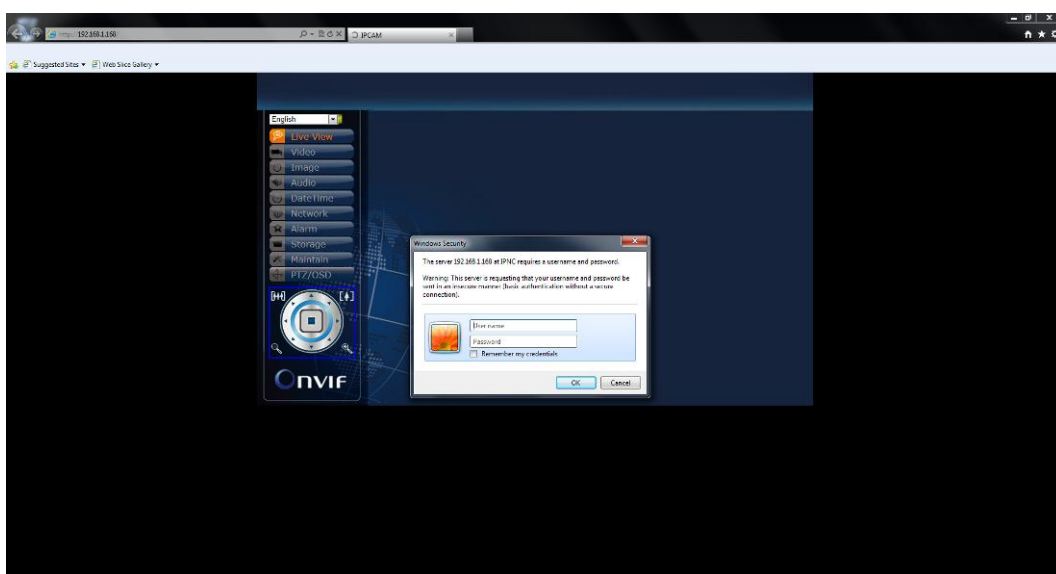 http://192.168.1.168
IPCAM
Suggested Sites
Web Slice Gallery
English
Live View
Video
Image
Audio
DateTime
Network
Alarm
Storage
Maintain
PTZ/OSD
Onvif
Windows Security
The server 192.168.1.168 at IPNC requires a username and password.
Warning: This server is requesting that your username and password be
sent in an insecure manner (basic authentication without a secure
connection).
User name
Password
Remember my credentials
OK
Cancel